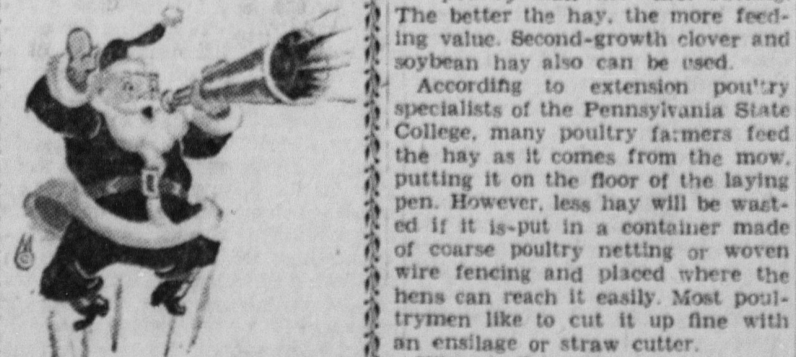 The better the hay, the more feed-
ing value. Second-growth clover and
soybean hay also can be used.
According to extension poultry
specialists of the Pennsylvania State
College, many poultry farmers feed
the hay as it comes from the mow,
putting it on the floor of the laying
pen. However, less hay will be wast-
ed if it is-put in a container made
of coarse poultry netting or woven
wire fencing and placed where the
hens can reach it easily. Most poul-
trymen like to cut it up fine with
an ensilage or straw cutter.